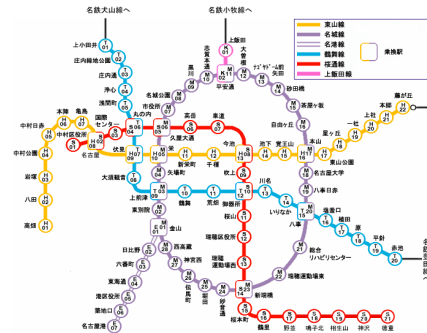 名鉄犬山線へ
名鉄小牧線へ
上飯田
K 02
M 11
平安通
志賀本通
黒川
名城公園
市役所
ナゴヤドーム前矢田
砂田橋
茶屋ヶ坂
自由ヶ丘
本山
名古屋大学
八事日赤
八事
総合リハビリセンター
瑞穂運動場東
新瑞橋
妙音通
堀田
伝馬町
神宮西
西高蔵
金山
東別院
上前津
矢場町
栄
久屋大通
上小田井
庄内緑地公園
庄内通
浄心
浅間町
丸の内
伏見
大須観音
鶴舞
荒畑
御器所
川名
いりなか
塩釜口
植田
原
平針
赤池
高畑
八田
岩塚
中村公園
中村日赤
本陣
亀島
名古屋
新栄町
千種
今池
池下
覚王山
東山公園
星ヶ丘
一社
上社
本郷
藤が丘
中村区役所
国際センター
高岳
車道
吹上
桜山
瑞穂区役所
瑞穂運動場西
桜本町
鶴里
野並
鳴子北
相生山
神沢
徳重
日比野
六番町
東海通
港区役所
築地口
名古屋港
東山線
名城線
名港線
鶴舞線
桜通線
上飯田線
乗換駅